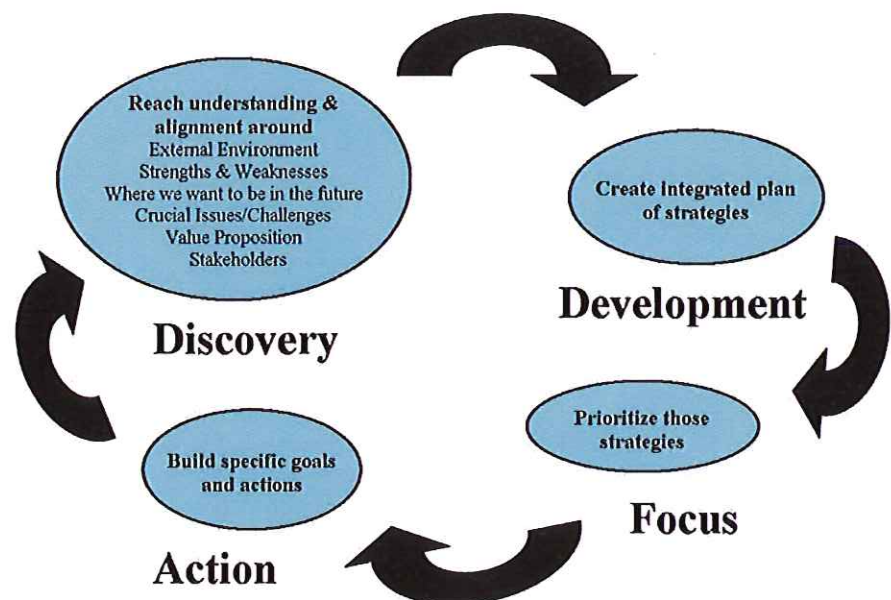 Reach understanding &
alignment around
External Environment
Strengths & Weaknesses
Where we want to be in the future
Crucial Issues/Challenges
Value Proposition
Stakeholders
Discovery
Create integrated plan
of strategies
Development
Prioritize those
strategies
Focus
Build specific goals
and actions
Action